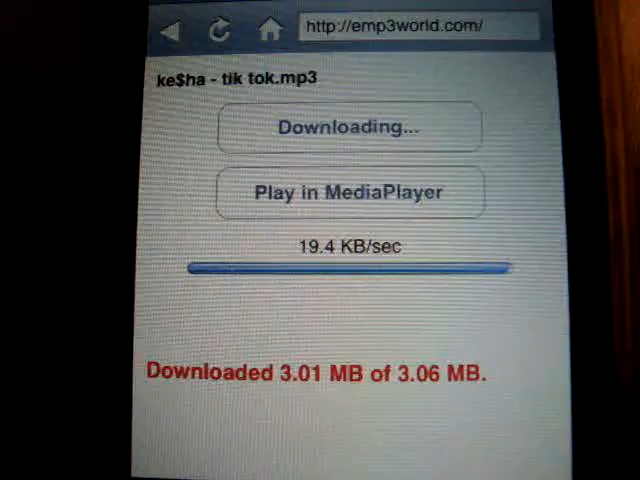 http://emp3world.com/
ke$ha - tik tok.mp3
Downloading...
Play in MediaPlayer
19.4 KB/sec
Downloaded 3.01 MB of 3.06 MB.